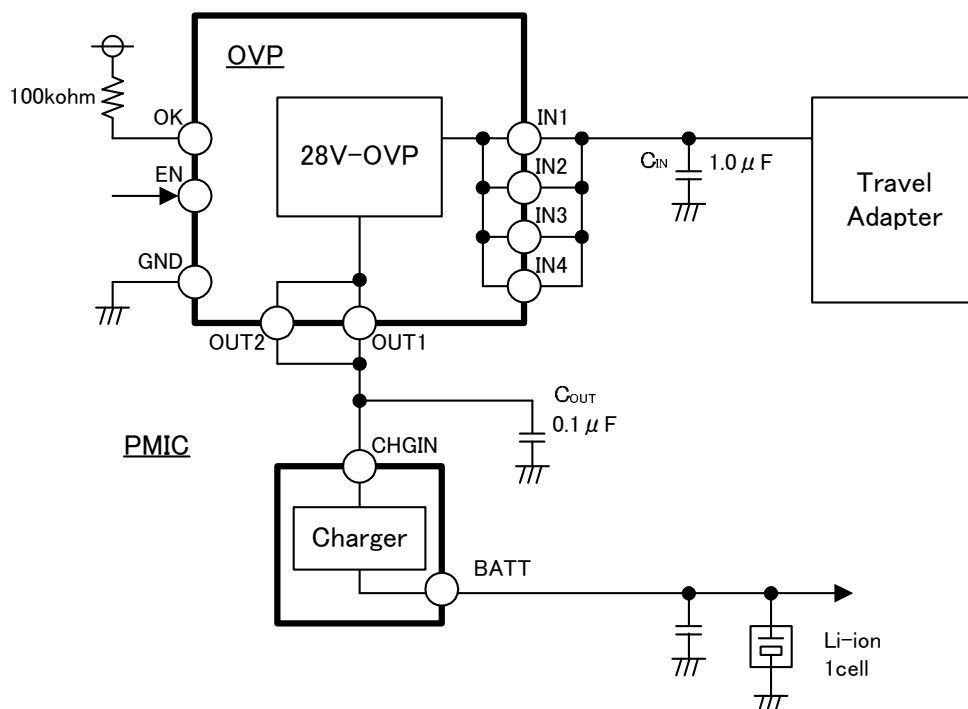 OVP
100kohm
OK
28V-OVP
IN1
EN
IN2
CIN
1.0μF
Travel
Adapter
IN3
GND
IN4
OUT2
OUT1
COUT
0.1μF
PMIC
CHGIN
Charger
BATT
Li-ion
1cell